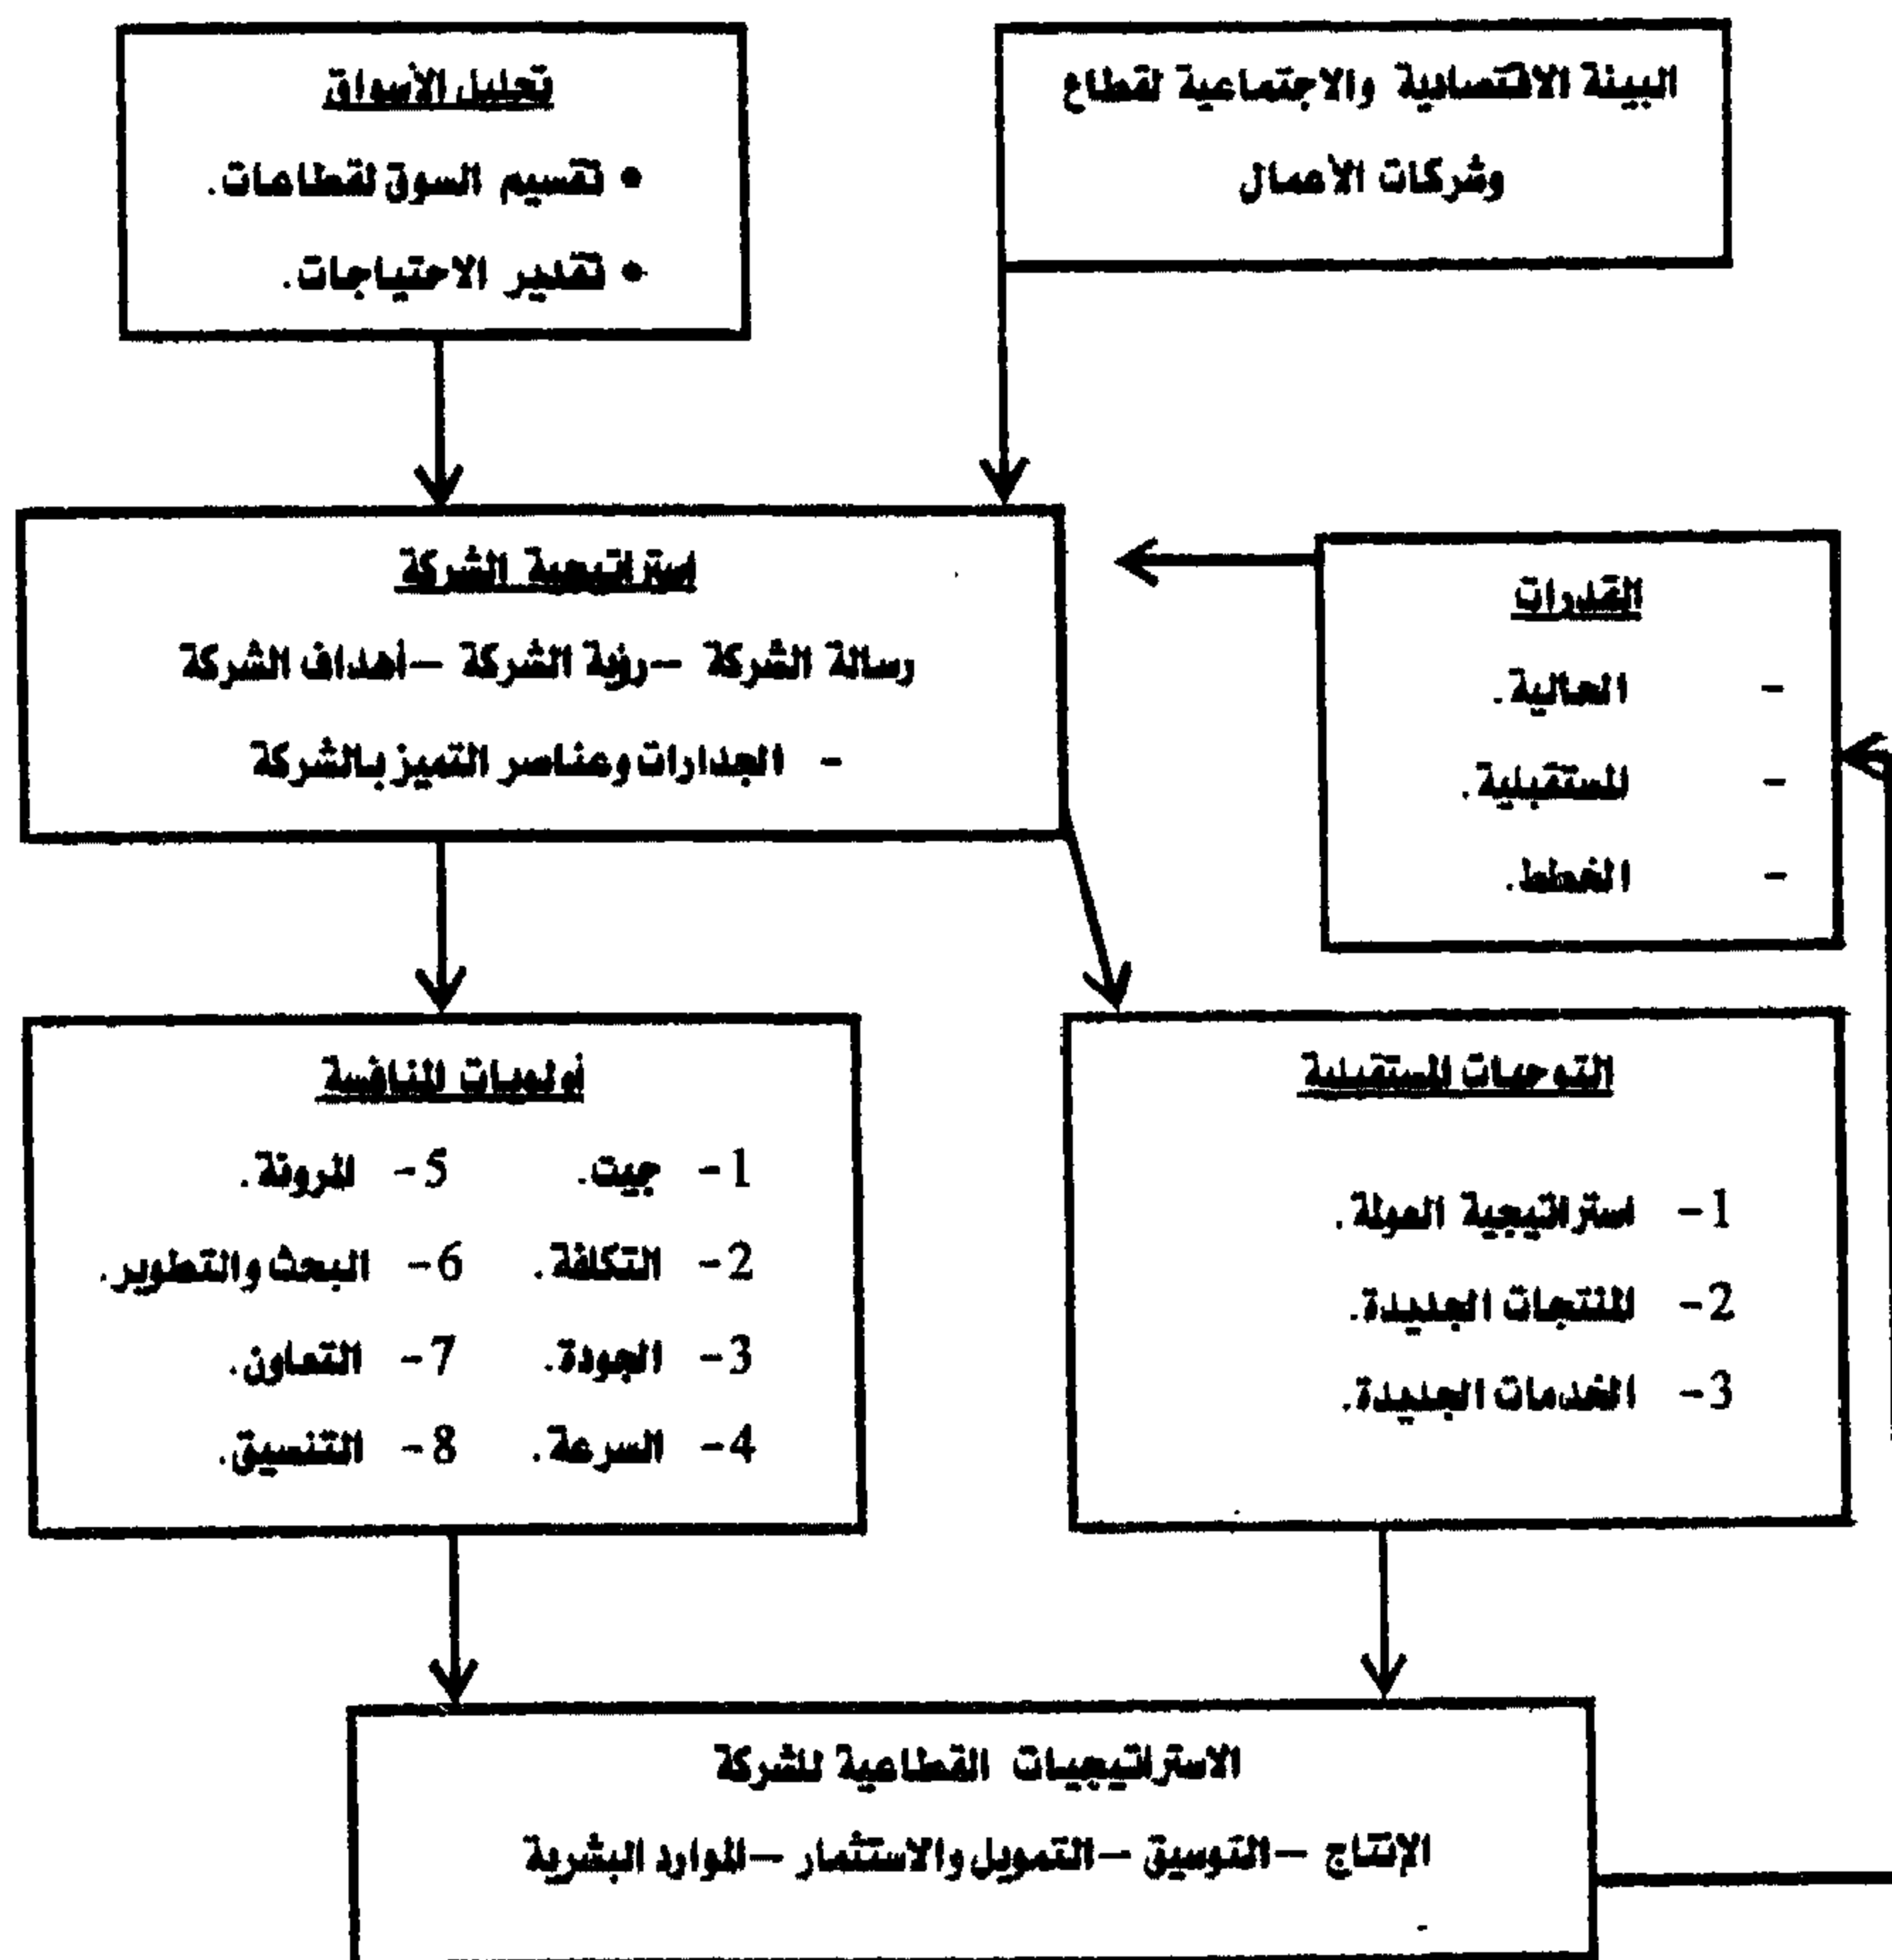 البيئة الاقتصادية والاجتماعية لقطاع
وشركات الأعمال
تحليل الأسواق
• تقسيم السوق لقطاعات.
• تقدير الاحتياجات.
استراتيجية الشركة
رسالة الشركة – رؤية الشركة – أهداف الشركة
- الجدارات وعناصر التميز بالشركة
القدرات
- الحالية.
- المستقبلية.
- الخطط.
التوجهات المستقبلية
1- استراتيجية العولة.
2- المنتجات الجديدة.
3- الخدمات الجديدة.
أولويات المنافسة
1- جيت. 5- المرونة.
2- التكلفة. 6- البحث والتطوير.
3- الجودة. 7- التعاون.
4- السرعة. 8- التنسيق.
الاستراتيجيات القطاعية للشركة
الإنتاج – التوسيق – التمويل والاستثمار – الموارد البشرية